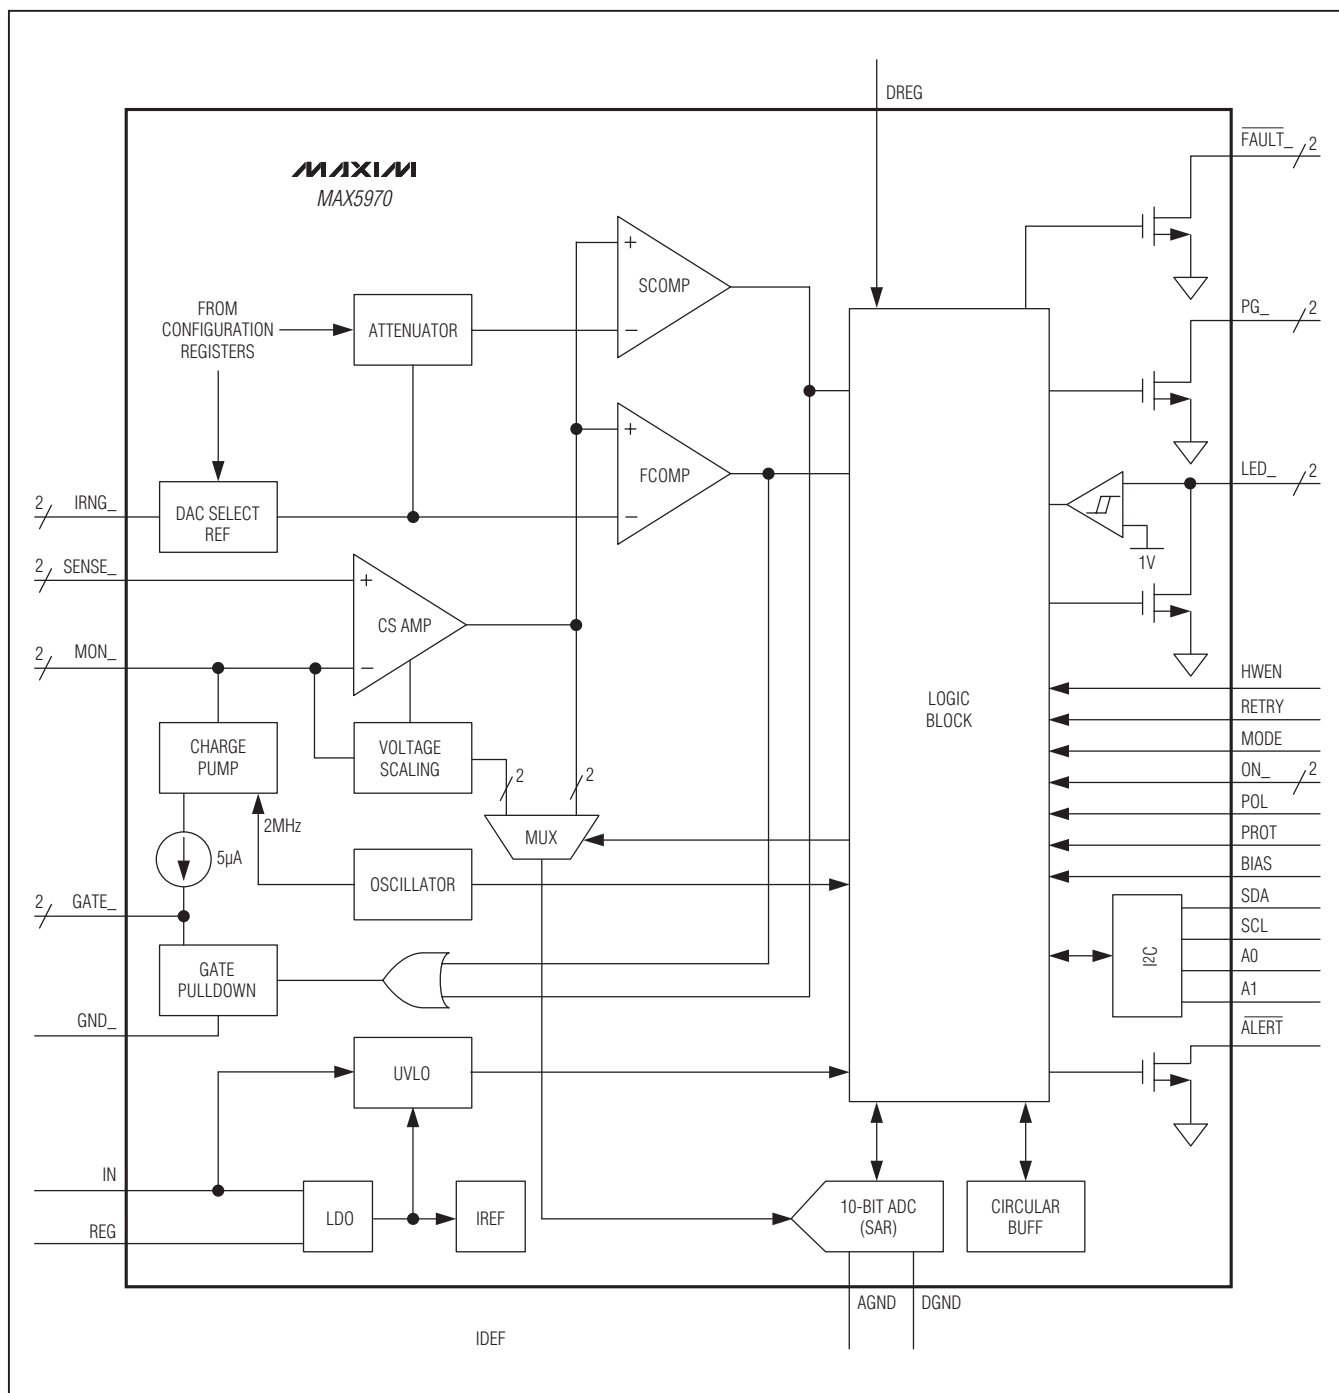 DREG
FAULT_
2
MAXIM
MAX5970
+
SCOMP
−
FROM
CONFIGURATION
REGISTERS
ATTENUATOR
PG_
2
+
FCOMP
−
LED_
2
2
IRNG_
DAC SELECT
REF
1V
2
SENSE_
+
CS AMP
−
2
MON_
LOGIC
BLOCK
HWEN
RETRY
MODE
ON_
2
POL
PROT
BIAS
CHARGE
PUMP
VOLTAGE
SCALING
2
2
2MHz
MUX
5µA
OSCILLATOR
2
GATE_
SDA
SCL
A0
A1
I2C
GATE
PULLDOWN
GND_
ALERT
UVLO
IN
REG
LDO
IREF
10-BIT ADC
(SAR)
CIRCULAR
BUFF
AGND
DGND
IDEF